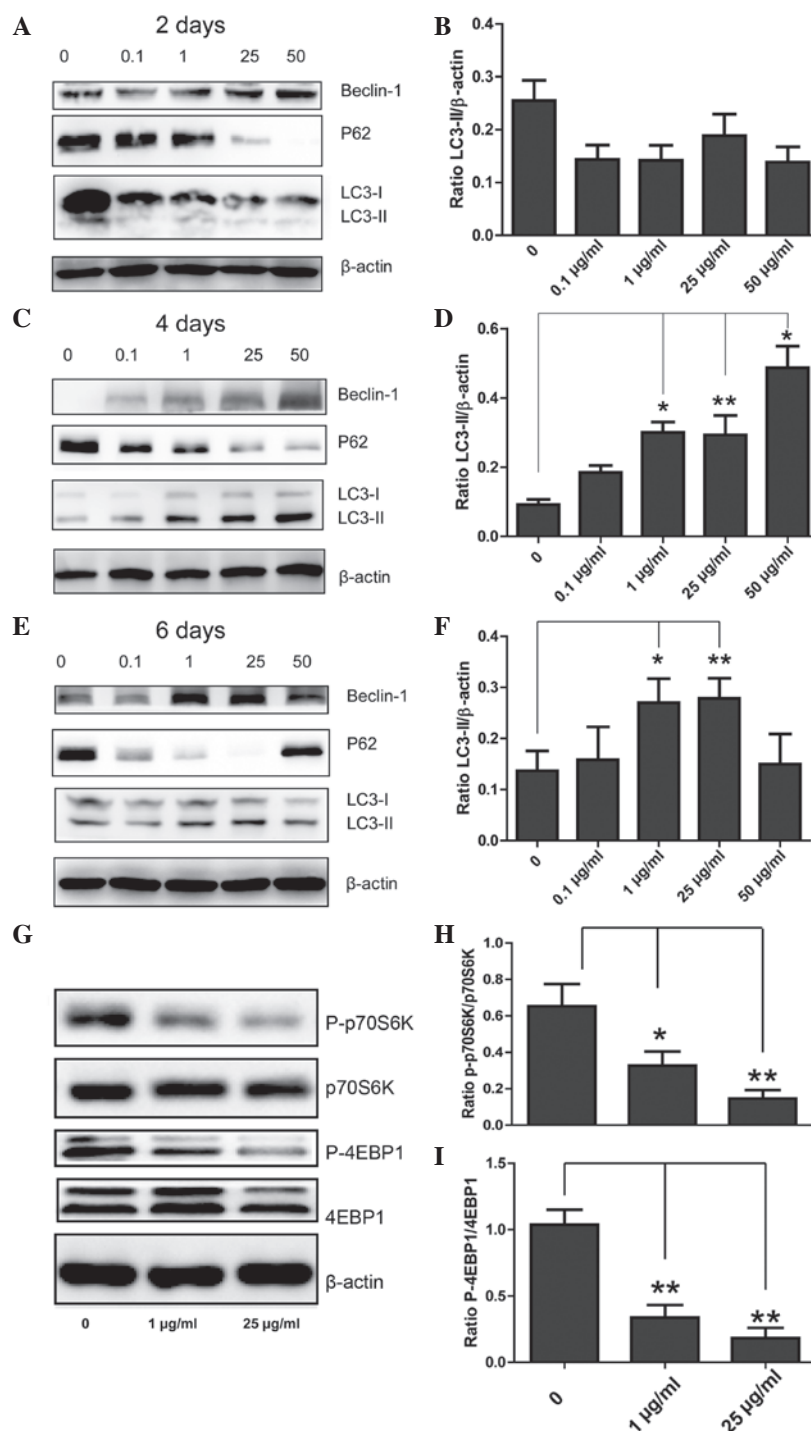 A
2 days
0 0.1 1 25 50
Beclin-1
P62
LC3-I
LC3-II
β-actin
B
Ratio LC3-II/β-actin
0.4
0.3
0.2
0.1
0.0
0 0.1 µg/ml 1 µg/ml 25 µg/ml 50 µg/ml
C
4 days
0 0.1 1 25 50
Beclin-1
P62
LC3-I
LC3-II
β-actin
D
Ratio LC3-II/β-actin
0.6
0.4
0.2
0.0
* ** *
0 0.1 µg/ml 1 µg/ml 25 µg/ml 50 µg/ml
E
6 days
0 0.1 1 25 50
Beclin-1
P62
LC3-I
LC3-II
β-actin
F
Ratio LC3-II/β-actin
0.4
0.3
0.2
0.1
0.0
* **
0 0.1 µg/ml 1 µg/ml 25 µg/ml 50 µg/ml
G
P-p70S6K
p70S6K
P-4EBP1
4EBP1
β-actin
0 1 µg/ml 25 µg/ml
H
Ratio p-p70S6K/p70S6K
1.0
0.8
0.6
0.4
0.2
0.0
* **
I
Ratio P-4EBP1/4EBP1
1.5
1.0
0.5
0.0
** **
0 1 µg/ml 25 µg/ml